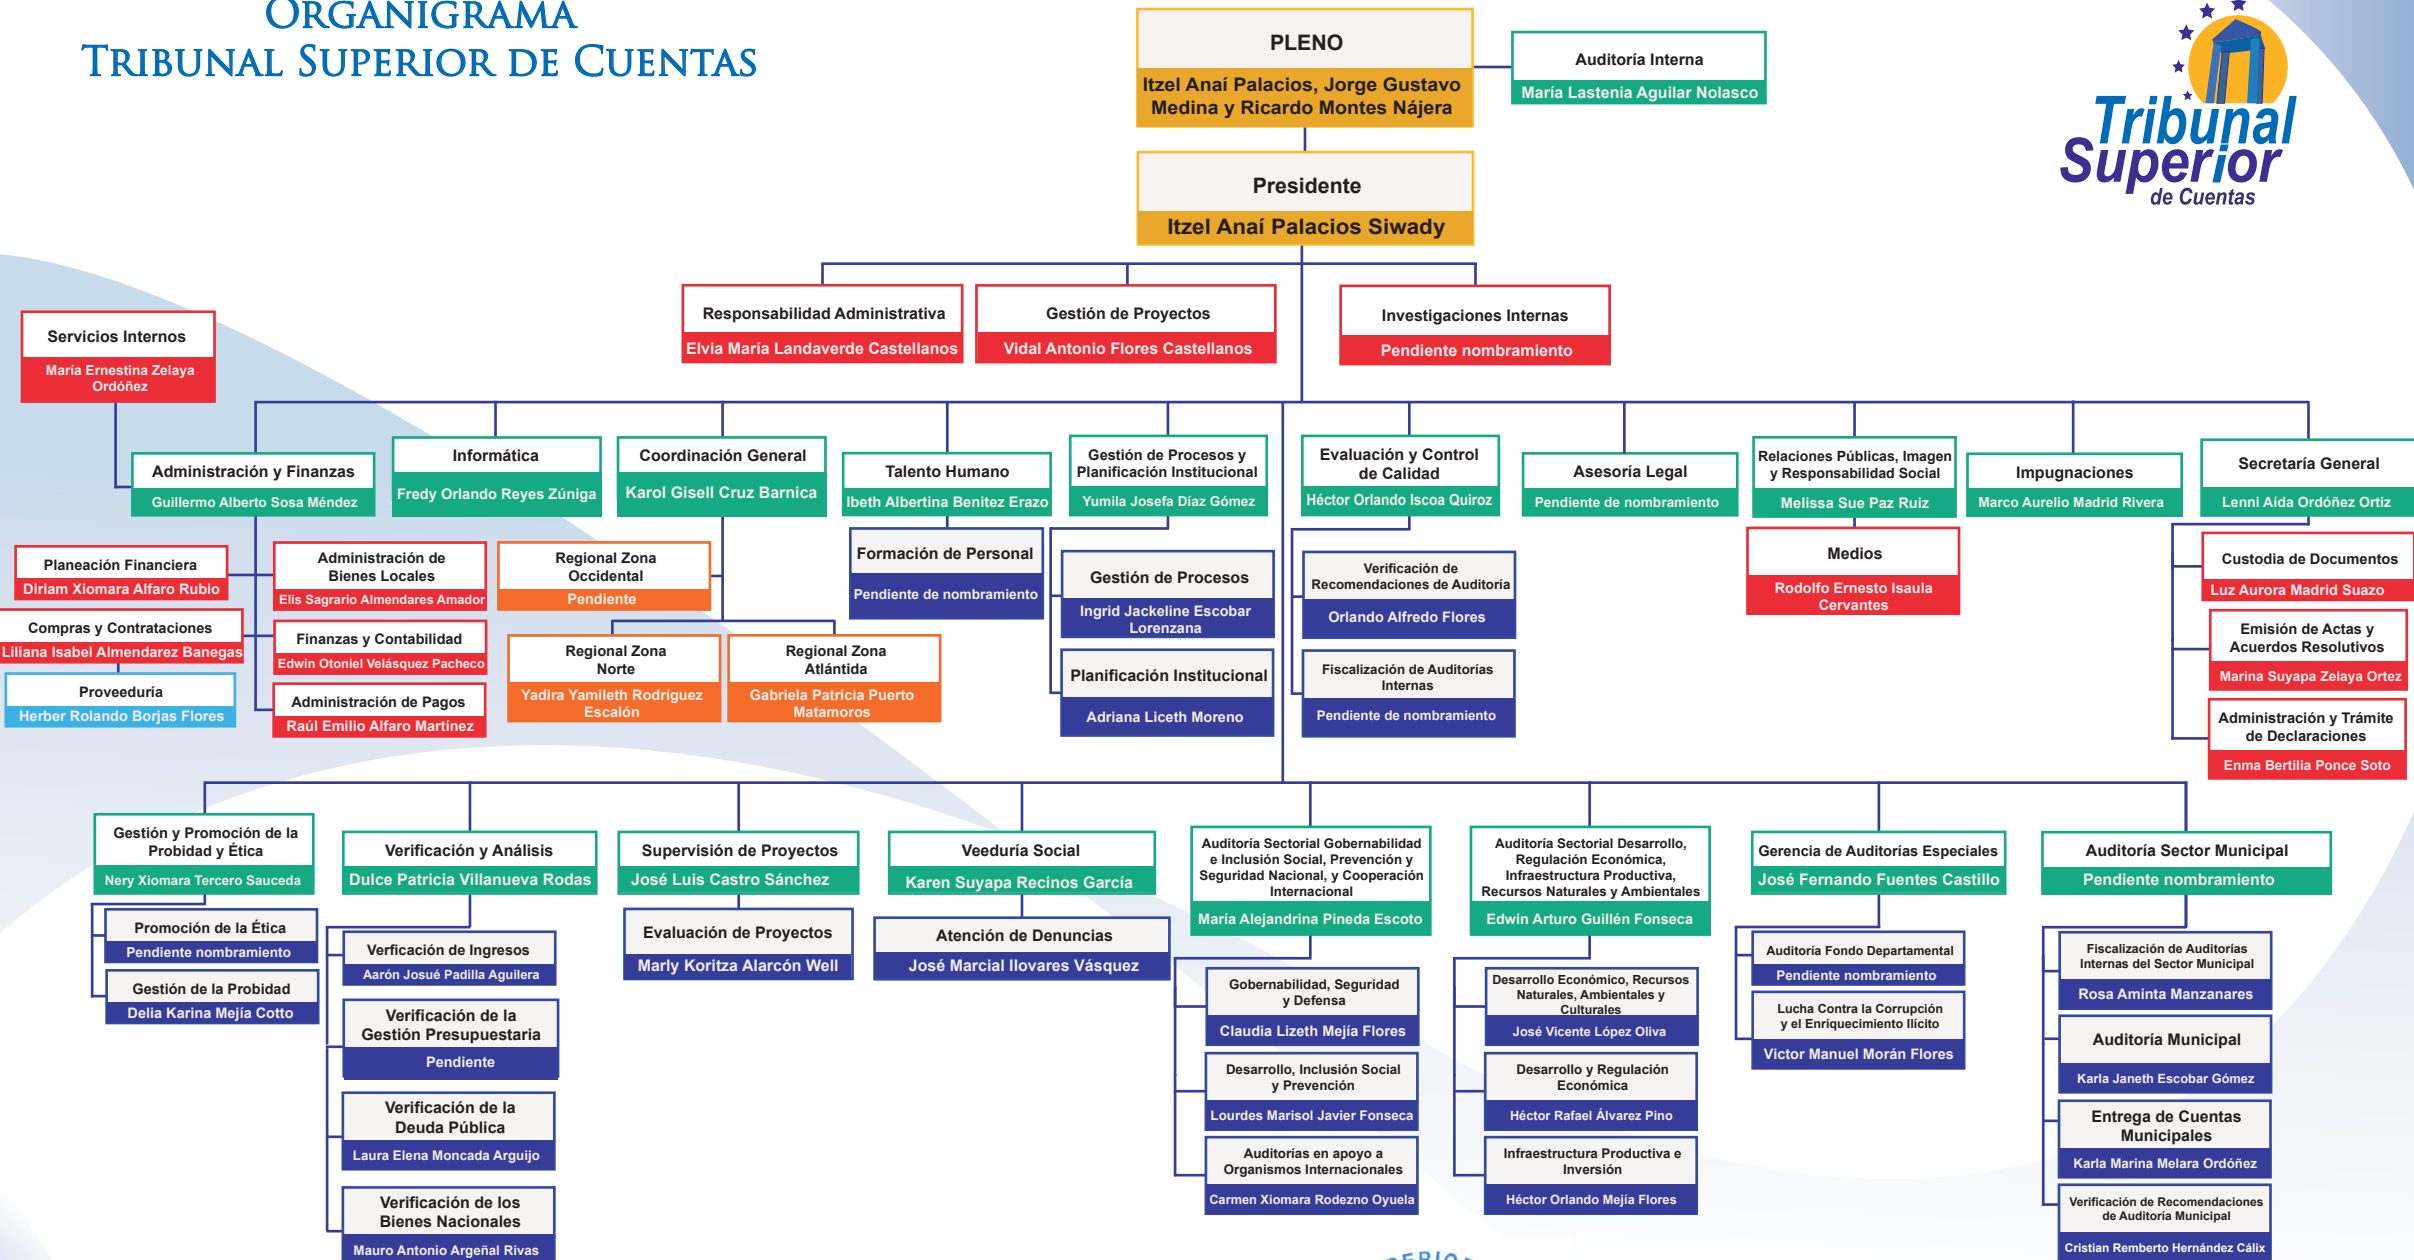 ORGANIGRAMA
TRIBUNAL SUPERIOR DE CUENTAS
PLENO
Itzel Anaí Palacios, Jorge Gustavo
Medina y Ricardo Montes Nájera
Auditoría Interna
María Lastenia Aguilar Nolasco
Tribunal
Superior
de Cuentas
Presidente
Itzel Anaí Palacios Siwady
Responsabilidad Administrativa
Elvia María Landaverde Castellanos
Gestión de Proyectos
Vidal Antonio Flores Castellanos
Investigaciones Internas
Pendiente nombramiento
Servicios Internos
María Ernestina Zelaya
Ordóñez
Administración y Finanzas
Guillermo Alberto Sosa Méndez
Informática
Fredy Orlando Reyes Zúniga
Coordinación General
Karol Gisell Cruz Barnica
Talento Humano
Ibeth Albertina Benitez Erazo
Gestión de Procesos y
Planificación Institucional
Yumila Josefa Diaz Gómez
Evaluación y Control
de Calidad
Héctor Orlando Iscoa Quiroz
Asesoría Legal
Pendiente de nombramiento
Relaciones Públicas, Imagen
y Responsabilidad Social
Melissa Sue Paz Ruiz
Impugnaciones
Marco Aurelio Madrid Rivera
Secretaría General
Lenni Aída Ordóñez Ortiz
Planeación Financiera
Diriam Xiomara Alfaro Rubio
Compras y Contrataciones
Liliana Isabel Almendarez Banegas
Proveeduría
Herber Rolando Borjas Flores
Administración de
Bienes Locales
Elis Sagrario Almendares Amador
Finanzas y Contabilidad
Edwin Otoniel Velásquez Pacheco
Administración de Pagos
Raúl Emilio Alfaro Martínez
Regional Zona
Occidental
Pendiente
Regional Zona
Norte
Yadira Yamileth Rodríguez
Escalón
Regional Zona
Atlántida
Gabriela Patricia Puerto
Matamoros
Formación de Personal
Pendiente de nombramiento
Gestión de Procesos
Ingrid Jackeline Escobar
Lorenzana
Planificación Institucional
Adriana Liceth Moreno
Verificación de
Recomendaciones de Auditoría
Orlando Alfredo Flores
Fiscalización de Auditorías
Internas
Pendiente de nombramiento
Medios
Rodolfo Ernesto Isaula
Cervantes
Custodia de Documentos
Luz Aurora Madrid Suazo
Emisión de Actas y
Acuerdos Resolutivos
Marina Suyapa Zelaya Ortez
Administración y Trámite
de Declaraciones
Enma Bertilia Ponce Soto
Gestión y Promoción de la
Probidad y Ética
Nery Xiomara Tercero Sauceda
Promoción de la Ética
Pendiente nombramiento
Gestión de la Probidad
Delia Karina Mejía Cotto
Verificación y Análisis
Dulce Patricia Villanueva Rodas
Verficación de Ingresos
Aarón Josué Padilla Aguilera
Verificación de la
Gestión Presupuestaria
Pendiente
Verificación de la
Deuda Pública
Laura Elena Moncada Arguijo
Verificación de los
Bienes Nacionales
Mauro Antonio Argeñal Rivas
Supervisión de Proyectos
José Luis Castro Sánchez
Evaluación de Proyectos
Marly Koritza Alarcón Well
Veeduría Social
Karen Suyapa Recinos García
Atención de Denuncias
José Marcial Ilovares Vásquez
Auditoría Sectorial Gobernabilidad
e Inclusión Social, Prevención y
Seguridad Nacional, y Cooperación
Internacional
María Alejandrina Pineda Escoto
Gobernabilidad, Seguridad
y Defensa
Claudia Lizeth Mejía Flores
Desarrollo, Inclusión Social
y Prevención
Lourdes Marisol Javier Fonseca
Auditorías en apoyo a
Organismos Internacionales
Carmen Xiomara Rodezno Oyuela
Auditoría Sectorial Desarrollo,
Regulación Económica,
Infraestructura Productiva,
Recursos Naturales y Ambientales
Edwin Arturo Guillén Fonseca
Desarrollo Económico, Recursos
Naturales, Ambientales y
Culturales
José Vicente López Oliva
Desarrollo y Regulación
Económica
Héctor Rafael Álvarez Pino
Infraestructura Productiva e
Inversión
Héctor Orlando Mejía Flores
Gerencia de Auditorías Especiales
José Fernando Fuentes Castillo
Auditoría Fondo Departamental
Pendiente nombramiento
Lucha Contra la Corrupción
y el Enriquecimiento Ilícito
Victor Manuel Morán Flores
Auditoría Sector Municipal
Pendiente nombramiento
Fiscalización de Auditorías
Internas del Sector Municipal
Rosa Aminta Manzanares
Auditoría Municipal
Karla Janeth Escobar Gómez
Entrega de Cuentas
Municipales
Karla Marina Melara Ordóñez
Verificación de Recomendaciones
de Auditoría Municipal
Cristian Remberto Hernández Cálix